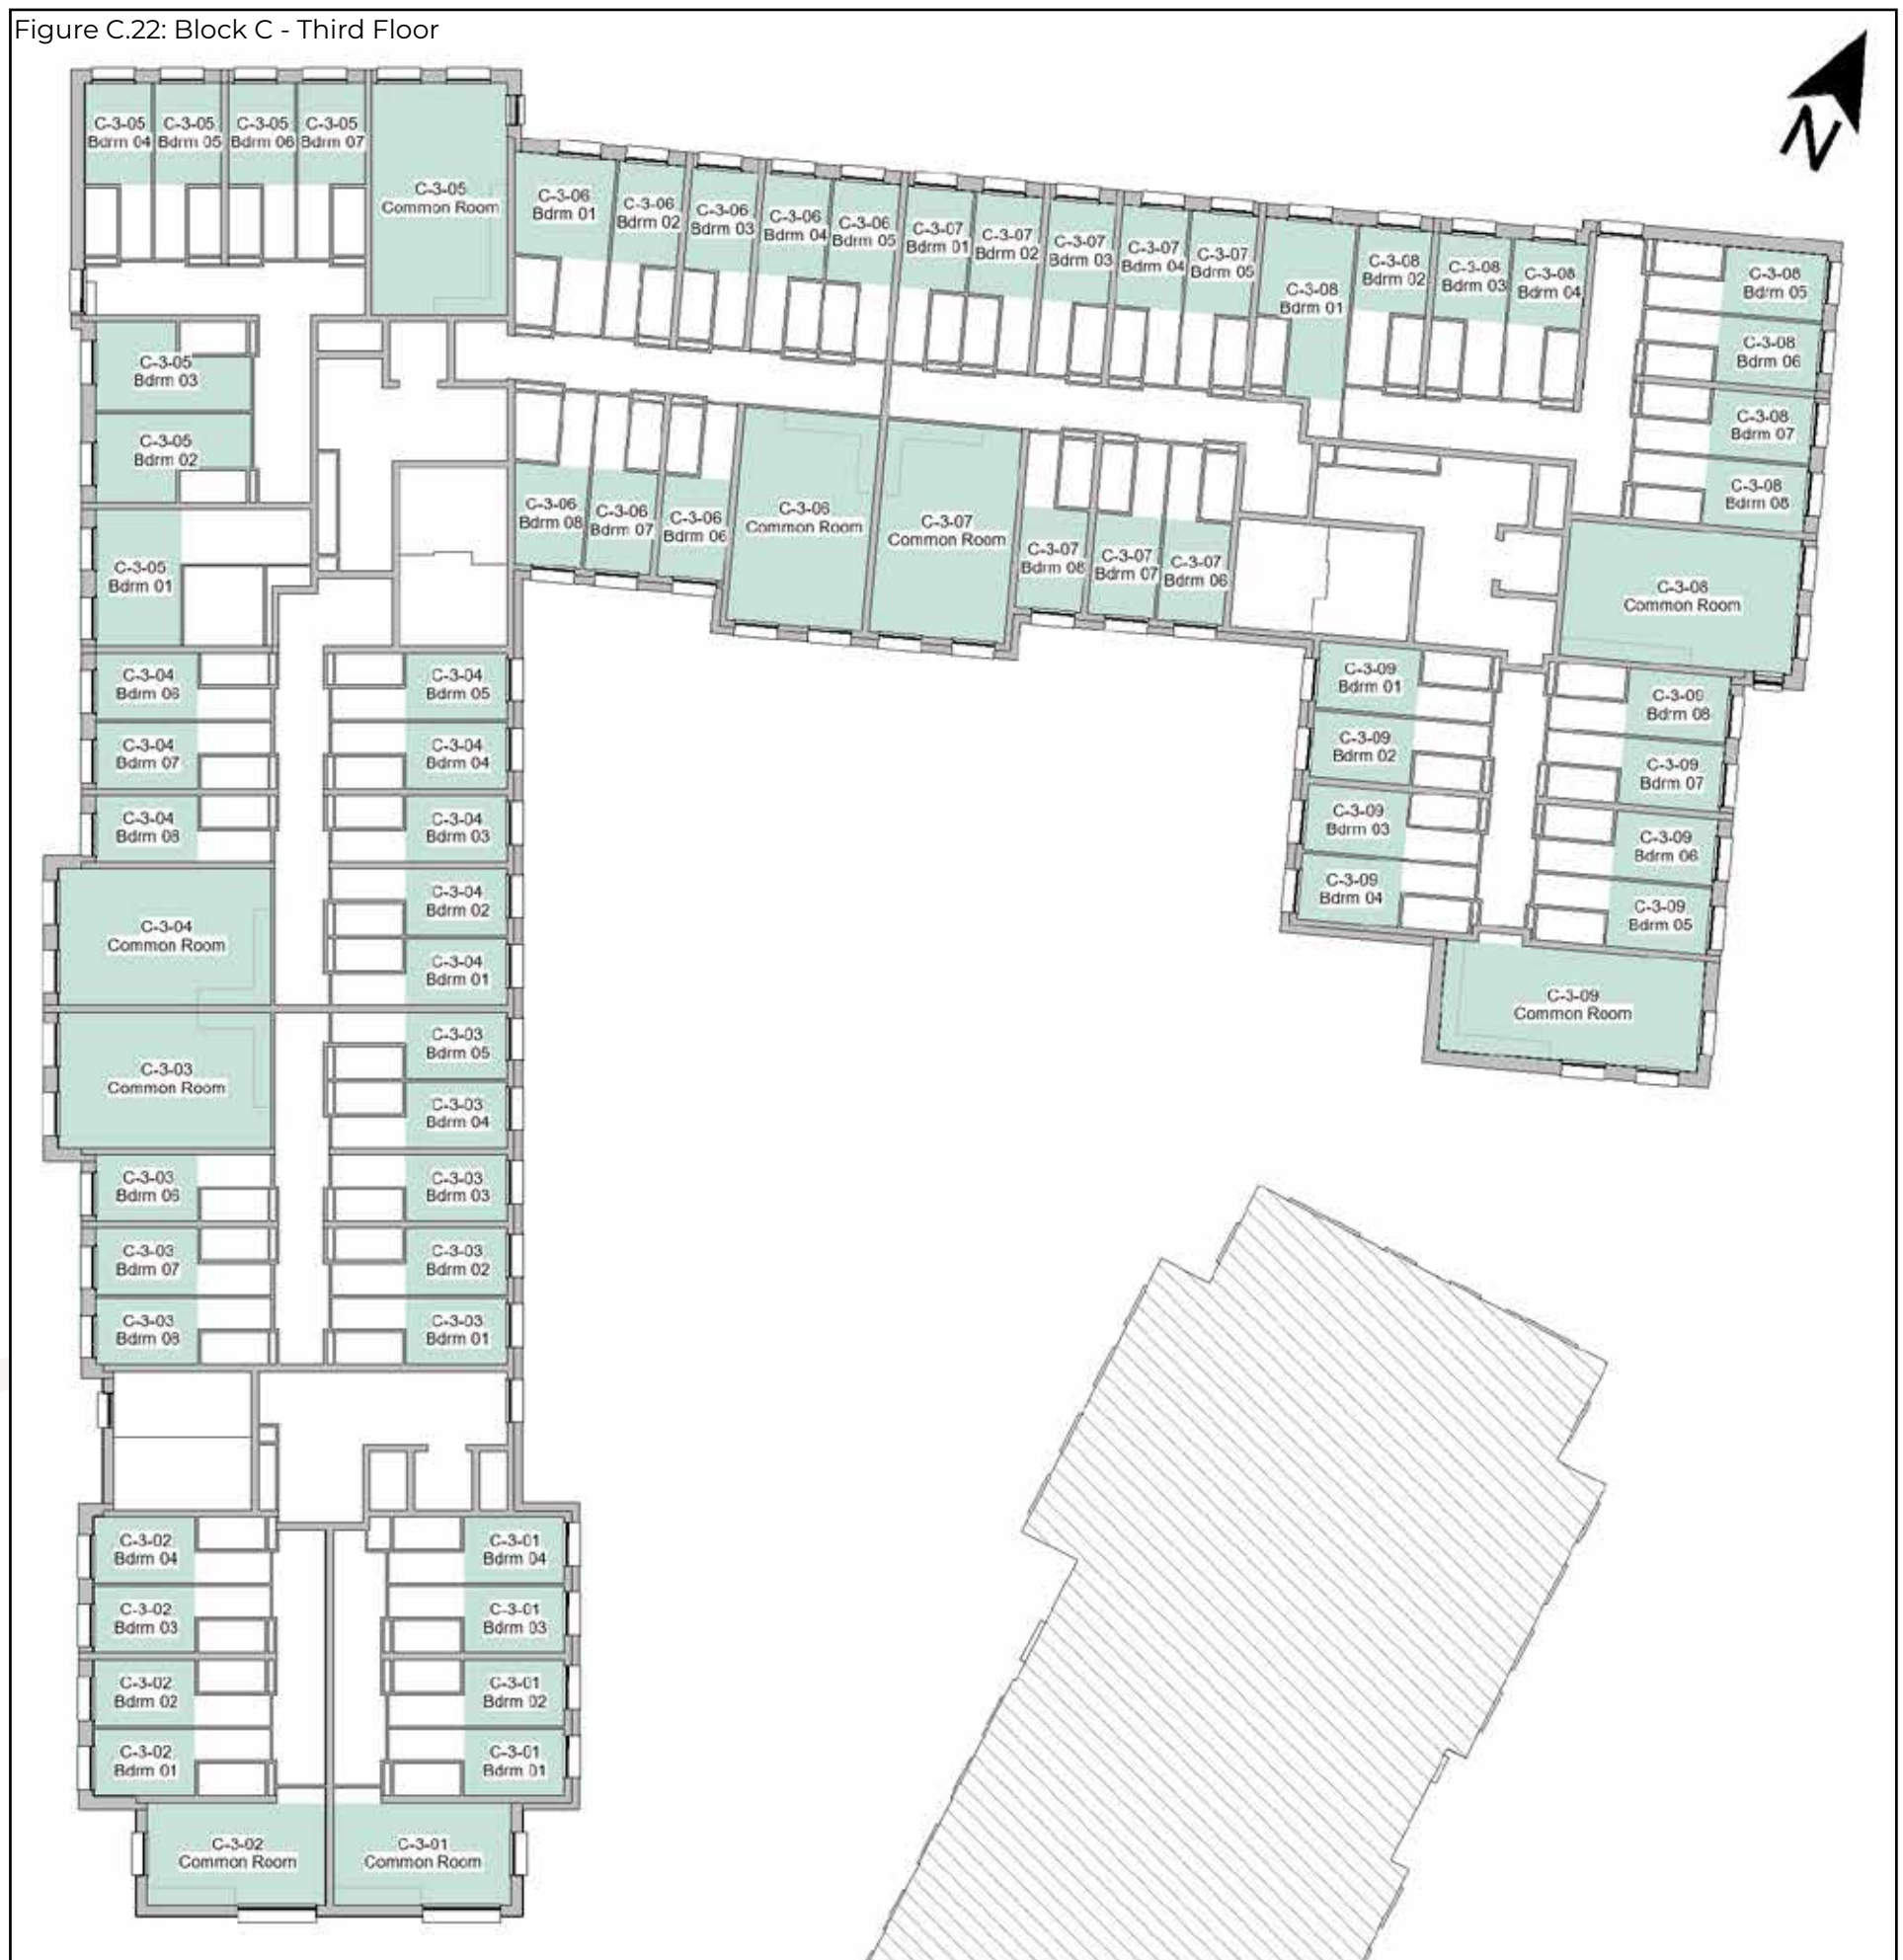 Figure C.22: Block C - Third Floor
N
C-3-05
Bdrm 04
C-3-05
Bdrm 05
C-3-05
Bdrm 06
C-3-05
Bdrm 07
C-3-05
Common Room
C-3-06
Bdrm 01
C-3-06
Bdrm 02
C-3-06
Bdrm 03
C-3-06
Bdrm 04
C-3-06
Bdrm 05
C-3-07
Bdrm 01
C-3-07
Bdrm 02
C-3-07
Bdrm 03
C-3-07
Bdrm 04
C-3-07
Bdrm 05
C-3-08
Bdrm 01
C-3-08
Bdrm 02
C-3-08
Bdrm 03
C-3-08
Bdrm 04
C-3-08
Bdrm 05
C-3-08
Bdrm 06
C-3-08
Bdrm 07
C-3-08
Bdrm 08
C-3-05
Bdrm 03
C-3-05
Bdrm 02
C-3-05
Bdrm 01
C-3-06
Bdrm 08
C-3-06
Bdrm 07
C-3-06
Bdrm 06
C-3-06
Common Room
C-3-07
Common Room
C-3-07
Bdrm 08
C-3-07
Bdrm 07
C-3-07
Bdrm 06
C-3-08
Common Room
C-3-09
Bdrm 01
C-3-09
Bdrm 08
C-3-09
Bdrm 02
C-3-09
Bdrm 07
C-3-09
Bdrm 03
C-3-09
Bdrm 06
C-3-09
Bdrm 04
C-3-09
Bdrm 05
C-3-09
Common Room
C-3-04
Bdrm 06
C-3-04
Bdrm 05
C-3-04
Bdrm 07
C-3-04
Bdrm 04
C-3-04
Bdrm 08
C-3-04
Bdrm 03
C-3-04
Common Room
C-3-04
Bdrm 02
C-3-04
Bdrm 01
C-3-03
Common Room
C-3-03
Bdrm 05
C-3-03
Bdrm 04
C-3-03
Bdrm 06
C-3-03
Bdrm 03
C-3-03
Bdrm 07
C-3-03
Bdrm 02
C-3-03
Bdrm 08
C-3-03
Bdrm 01
C-3-02
Bdrm 04
C-3-01
Bdrm 04
C-3-02
Bdrm 03
C-3-01
Bdrm 03
C-3-02
Bdrm 02
C-3-01
Bdrm 02
C-3-02
Bdrm 01
C-3-01
Bdrm 01
C-3-02
Common Room
C-3-01
Common Room